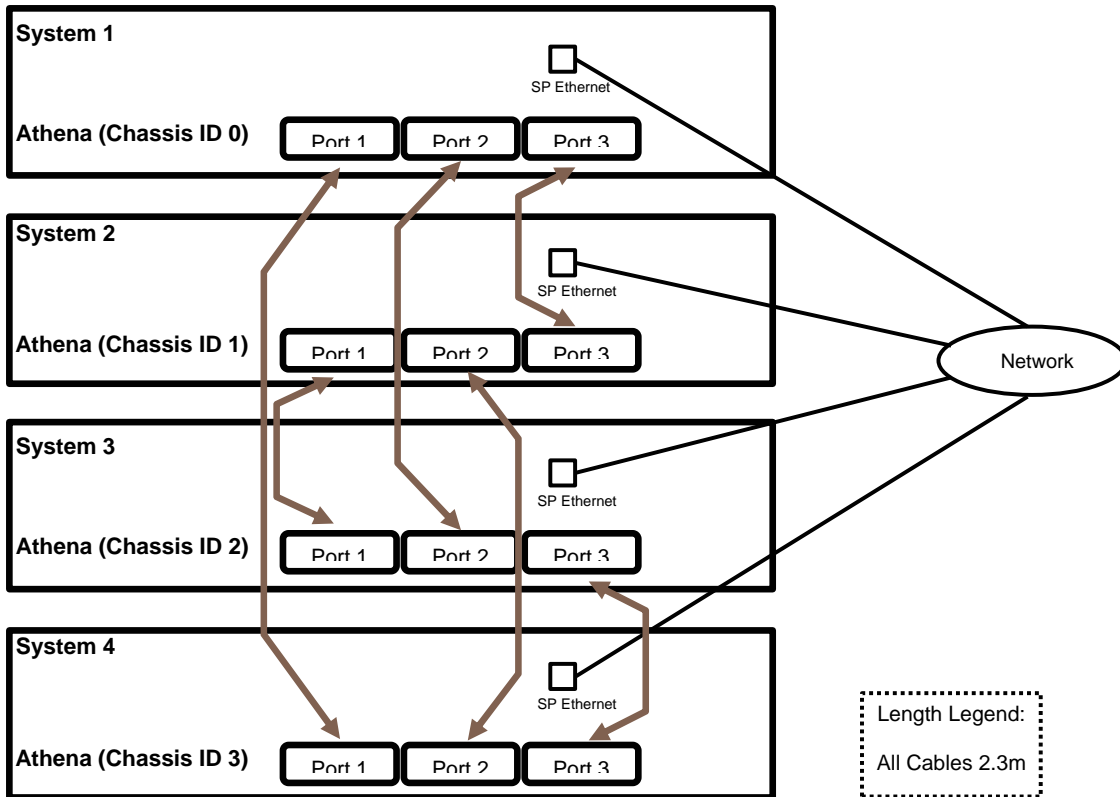 System 1
SP Ethernet
Athena (Chassis ID 0)
Port 1
Port 2
Port 3
System 2
SP Ethernet
Athena (Chassis ID 1)
Port 1
Port 2
Port 3
Network
System 3
SP Ethernet
Athena (Chassis ID 2)
Port 1
Port 2
Port 3
System 4
SP Ethernet
Athena (Chassis ID 3)
Port 1
Port 2
Port 3
Length Legend:
All Cables 2.3m